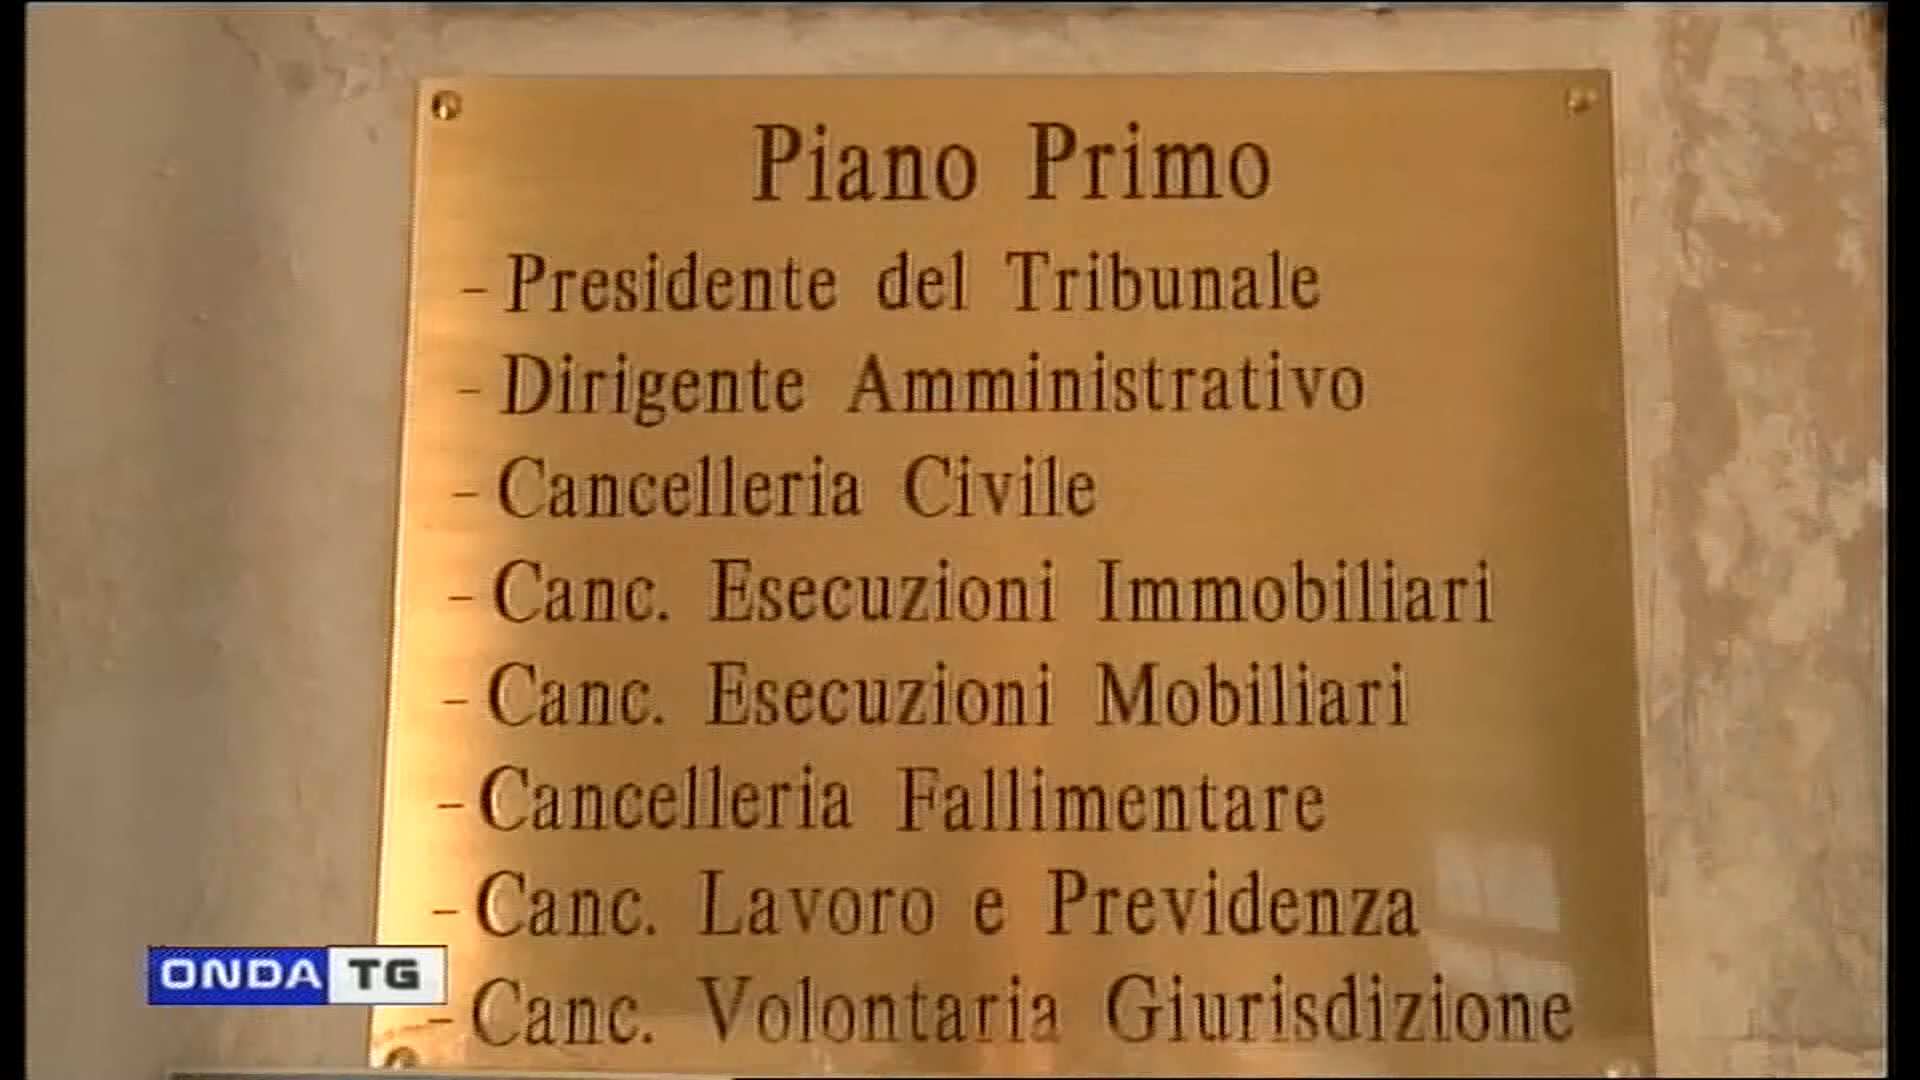 Piano Primo
- Presidente del Tribunale
- Dirigente Amministrativo
- Cancelleria Civile
- Canc. Esecuzioni Immobiliari
- Canc. Esecuzioni Mobiliari
- Cancelleria Fallimentare
- Canc. Lavoro e Previdenza
- Canc. Volontaria Giurisdizione
ONDA TG